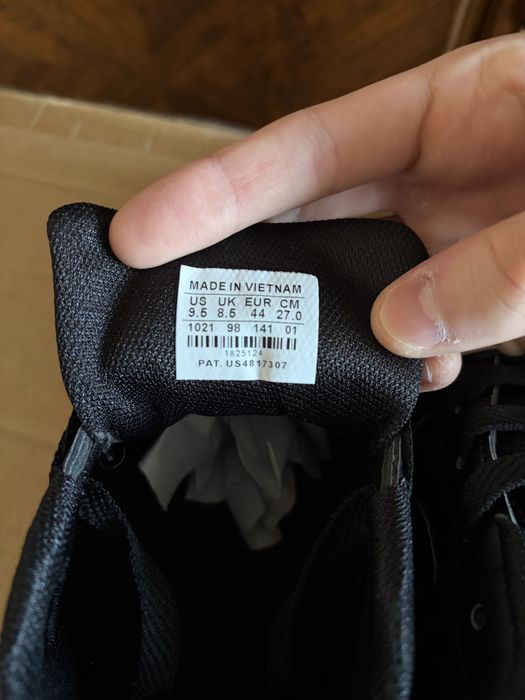 MADE IN VIETNAM
US UK EUR CM
9.5 8.5 44 27.0
1021 98 141 01
1825124
PAT. US4817307